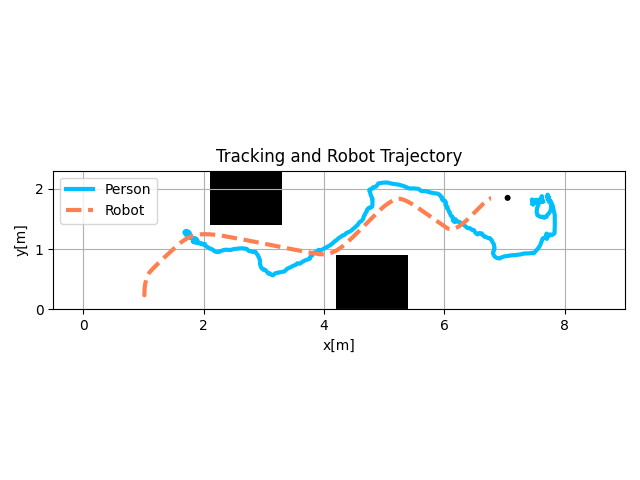 Tracking and Robot Trajectory
Person
Robot
2
1
0
y[m]
0 2 4 6 8
x[m]